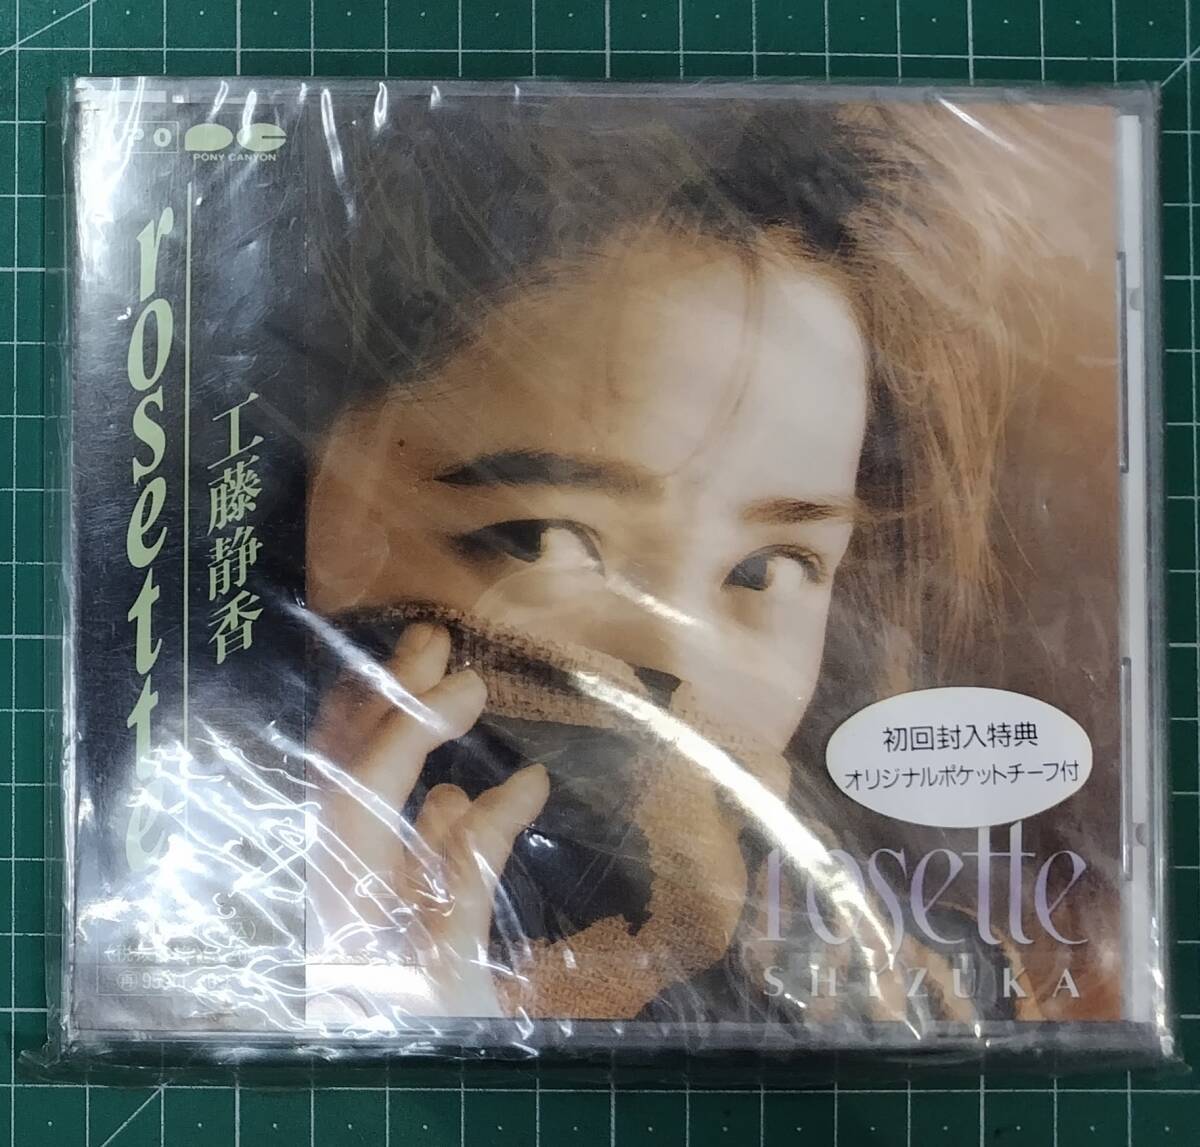 PONY CANYON
rosette
工藤静香
初回封入特典
オリジナルポケットチーフ付
rosette
SHIZUKA